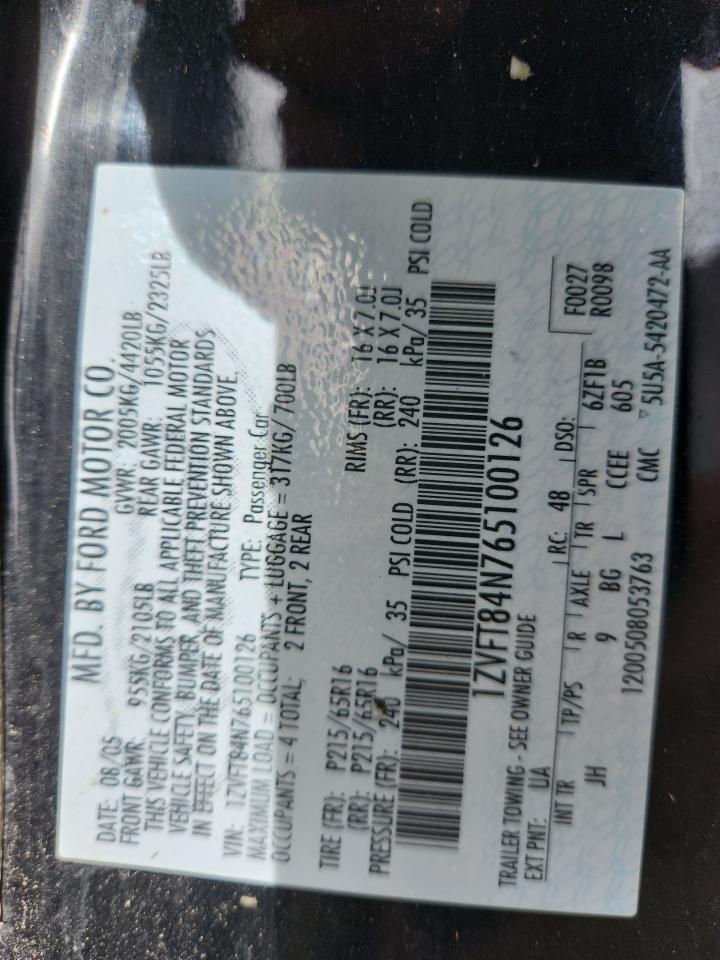 MFD. BY FORD MOTOR CO.
DATE: 08/05 GVWR: 2005KG/4420LB
FRONT GAWR: 955KG/2105LB REAR GAWR: 1055KG/2325LB
THIS VEHICLE CONFORMS TO ALL APPLICABLE FEDERAL MOTOR
VEHICLE SAFETY, BUMPER, AND THEFT PREVENTION STANDARDS
IN EFFECT ON THE DATE OF MANUFACTURE SHOWN ABOVE.
VIN: 1ZVFT84N765100126 TYPE: Passenger Car
MAXIMUM LOAD = OCCUPANTS + LUGGAGE = 317KG/700LB
OCCUPANTS = 4 TOTAL; 2 FRONT, 2 REAR
TIRE (FR): P215/65R16 RIMS (FR): 16 X 7.0J
(RR): P215/65R16 (RR): 16 X 7.0J
PRESSURE (FR): 240 kPa/ 35 PSI COLD (RR): 240 kPa/ 35 PSI COLD
1ZVFT84N765100126
TRAILER TOWING - SEE OWNER GUIDE
EXT PNT: UA RC: 48 DSO: F0027
R0098
INT TR TP/PS R AXLE TR SPR 6ZF1B
JH 9 BG L CCEE 605
1200508053763 CMC ▽ 5U5A-5420472-AA